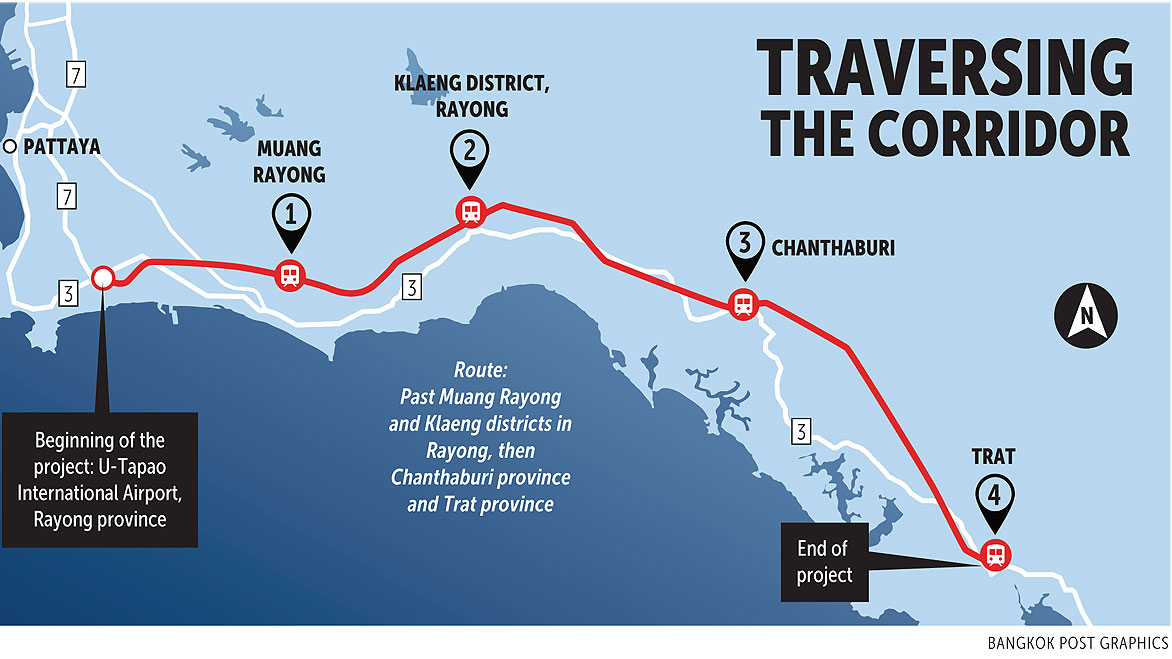 TRAVERSING
THE CORRIDOR
7
PATTAYA
7
3
MUANG
RAYONG
1
KLAENG DISTRICT,
RAYONG
2
3
3
CHANTHABURI
N
Route:
Past Muang Rayong
and Klaeng districts in
Rayong, then
Chanthaburi province
and Trat province
3
TRAT
4
Beginning of the
project: U-Tapao
International Airport,
Rayong province
End of
project
BANGKOK POST GRAPHICS